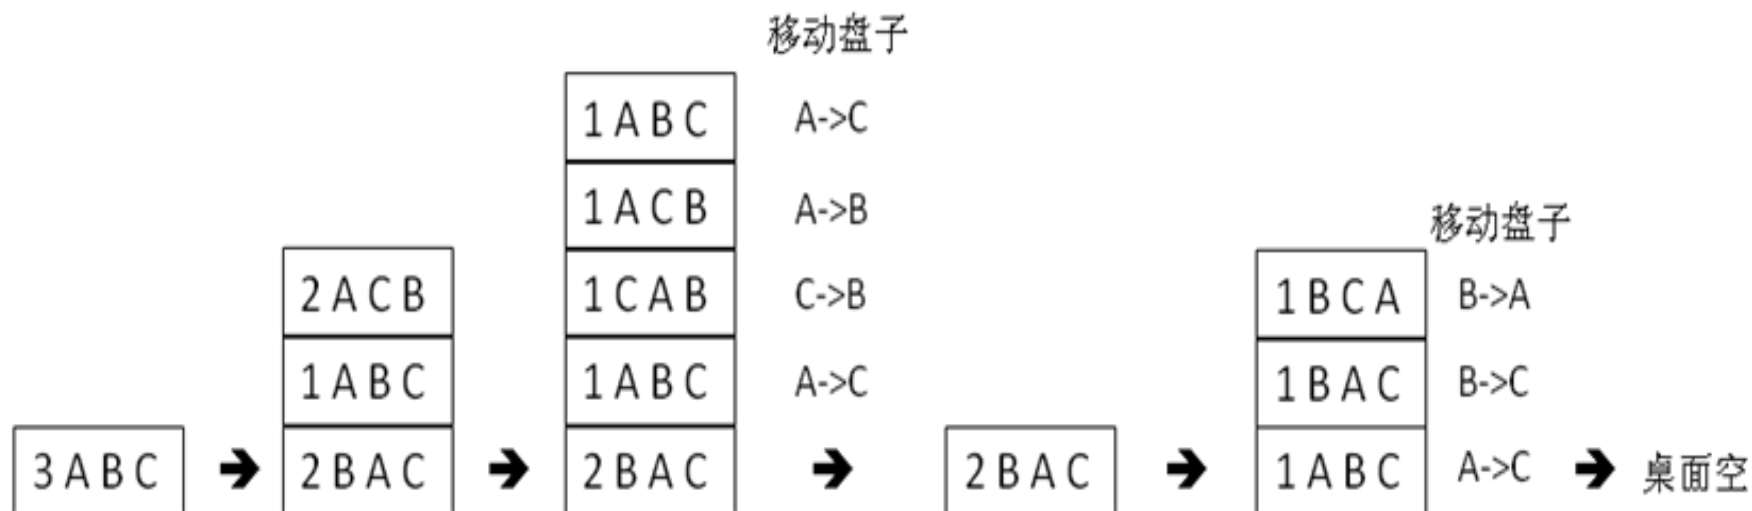 移动盘子
1 A B C A->C
1 A C B A->B
移动盘子
2 A C B 1 C A B C->B 1 B C A B->A
1 A B C 1 A B C A->C 1 B A C B->C
3 A B C ➔ 2 B A C ➔ 2 B A C ➔ 2 B A C ➔ 1 A B C A->C ➔ 桌面空